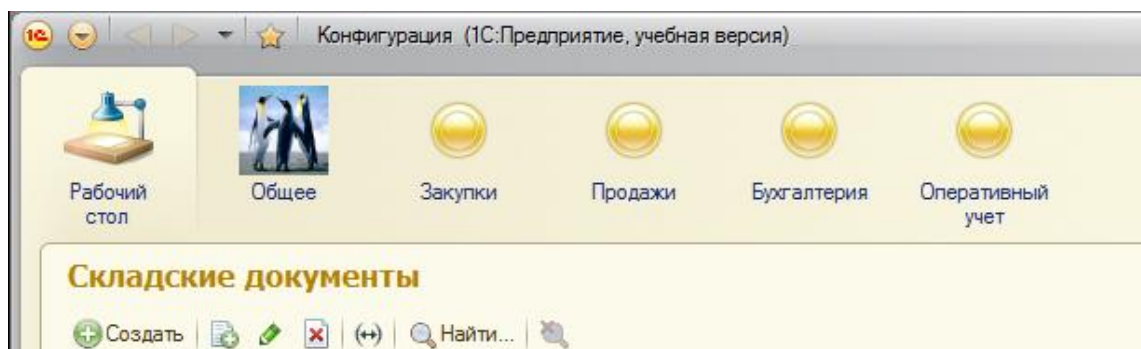 1С Конфигурация (1С:Предприятие, учебная версия)
Рабочий стол
Общее
Закупки
Продажи
Бухгалтерия
Оперативный учет
Складские документы
Создать Найти...